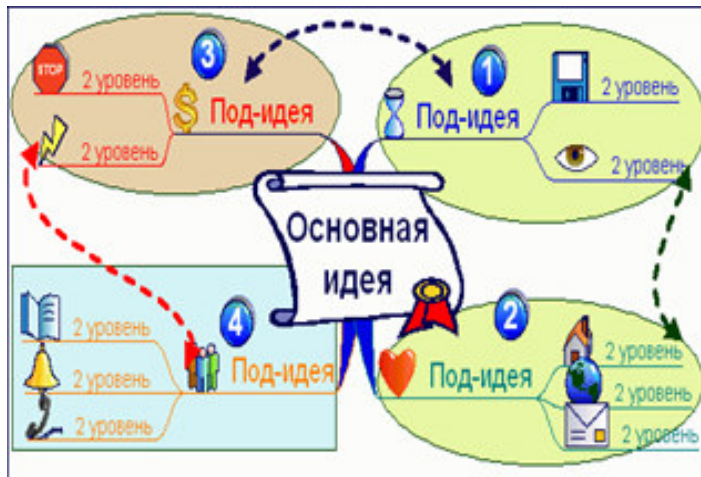 3
STOP
2 уровень
Под-идея
2 уровень
1
2 уровень
Под-идея
2 уровень
Основная
идея
4
2 уровень
Под-идея
2 уровень
2 уровень
2
2 уровень
Под-идея
2 уровень
2 уровень